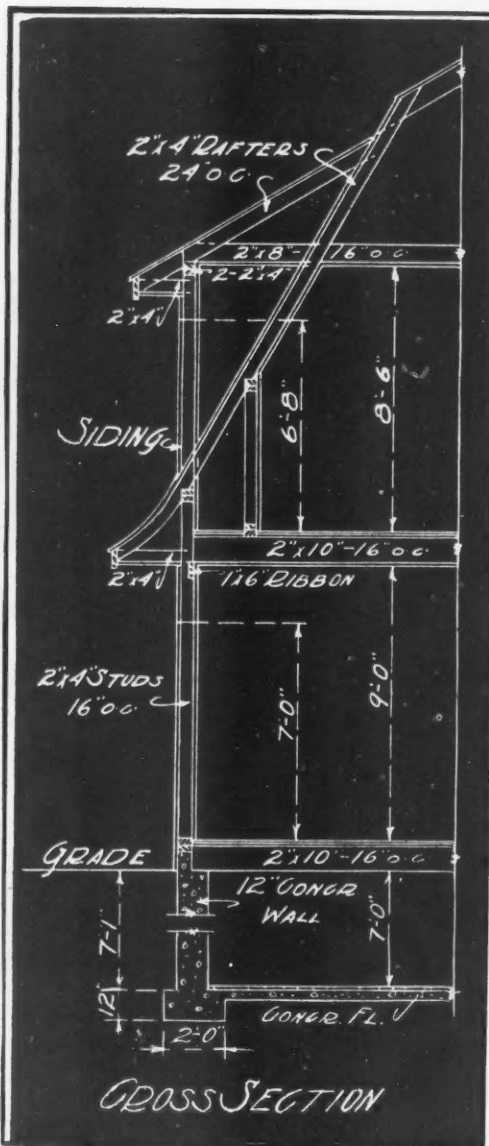 2"x4" RAFTERS
24" O.C.
2"x8"- 16" O.C.
2-2"x4"
2"x4"
6'-8"
8'-6"
SIDING
2"x10"-16" O.C.
2"x4"
1"x6" RIBBON
2"x4" STUDS
16" O.C.
7'-0"
9'-0"
GRADE
2"x10"-16" O.C.
12" CONCR
WALL
7'-1"
7'-0"
12"
CONCR. FL.
2'-0"
CROSS SECTION